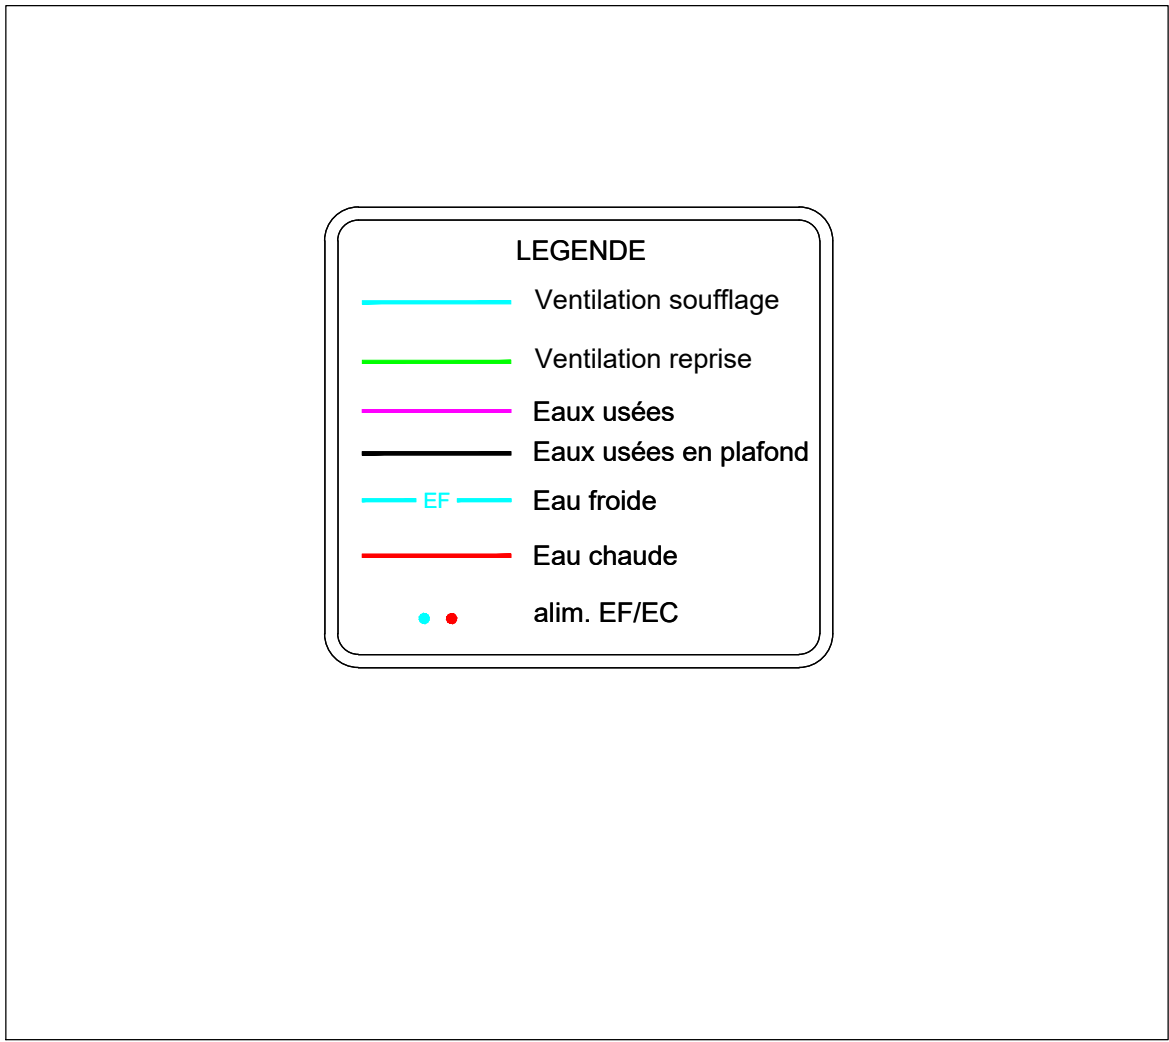 LEGENDE
Ventilation soufflage
Ventilation reprise
Eaux usées
Eaux usées en plafond
EF Eau froide
Eau chaude
alim. EF/EC